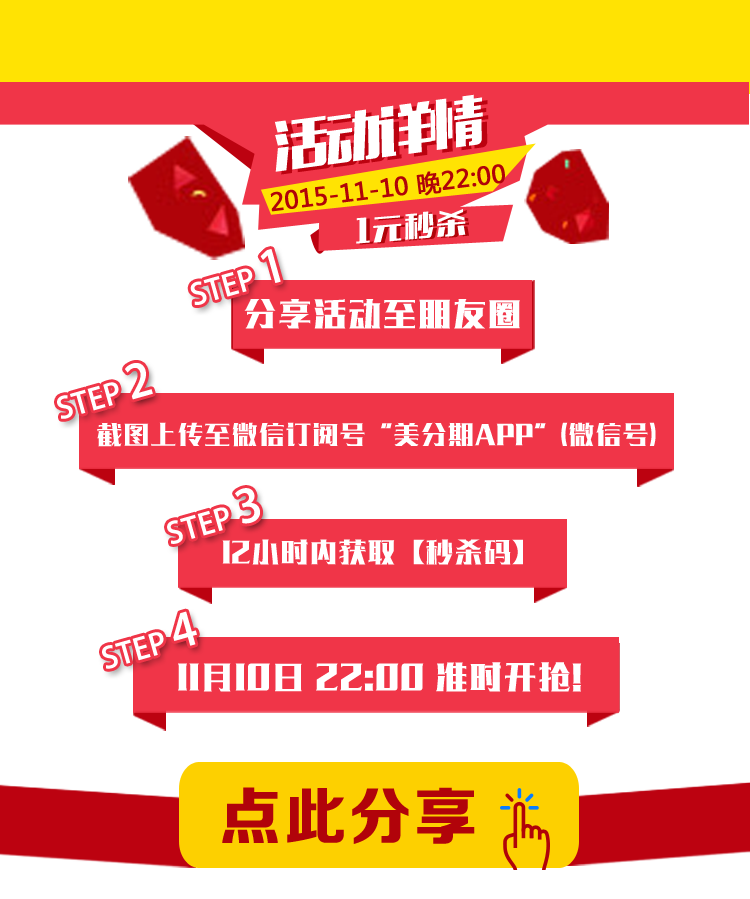 活动详情
2015-11-10 晚22:00
1元秒杀
STEP 1
分享活动至朋友圈
STEP 2
截图上传至微信订阅号“美分期APP”(微信号)
STEP 3
12小时内获取【秒杀码】
STEP 4
11月10日 22:00 准时开抢!
点此分享